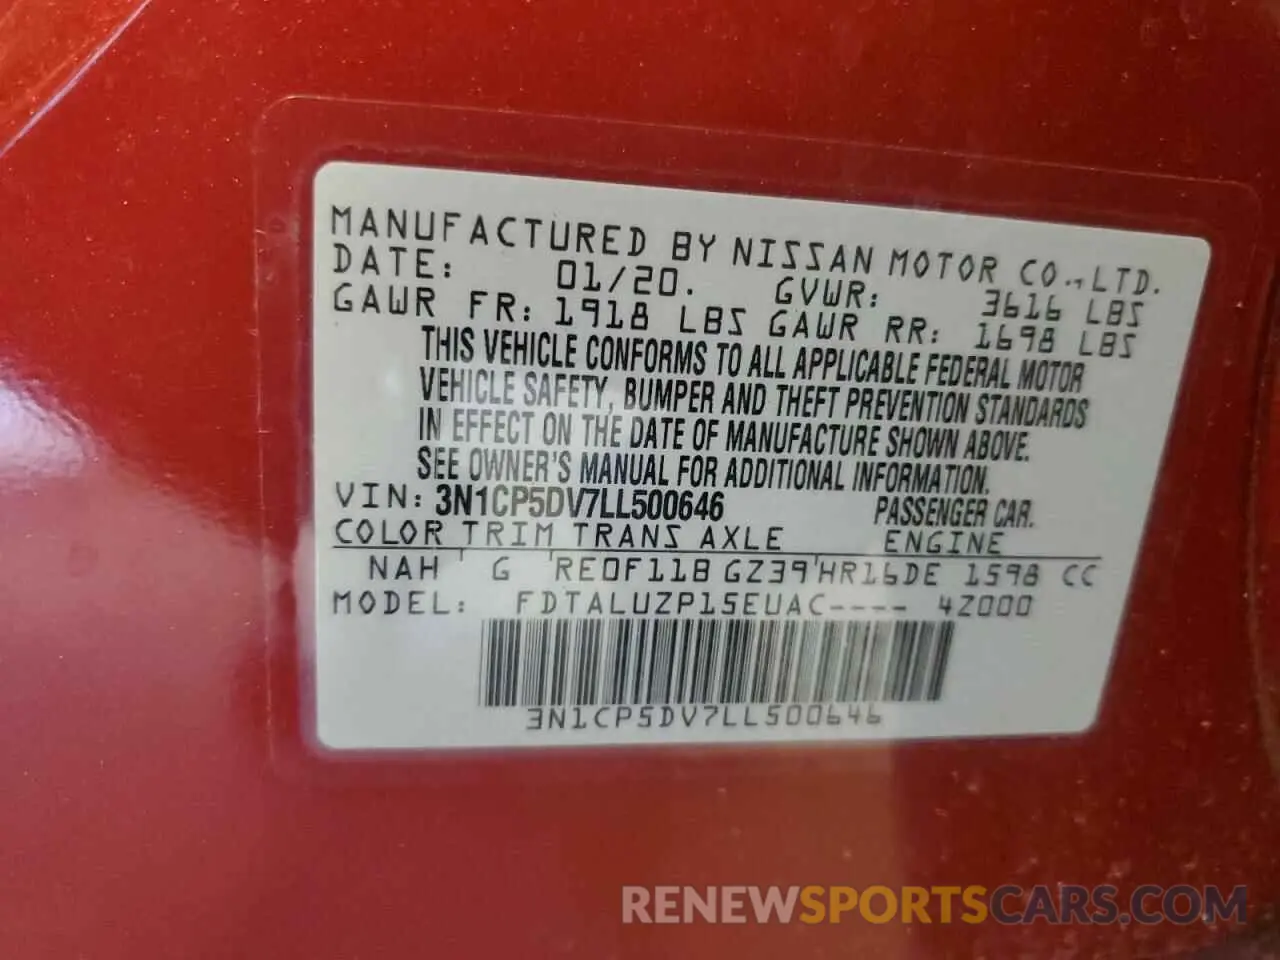 MANUFACTURED BY NISSAN MOTOR CO.,LTD.
DATE: 01/20. GVWR: 3616 LBS
GAWR FR: 1918 LBS GAWR RR: 1698 LBS
THIS VEHICLE CONFORMS TO ALL APPLICABLE FEDERAL MOTOR
VEHICLE SAFETY, BUMPER AND THEFT PREVENTION STANDARDS
IN EFFECT ON THE DATE OF MANUFACTURE SHOWN ABOVE.
SEE OWNER'S MANUAL FOR ADDITIONAL INFORMATION.
VIN: 3N1CP5DV7LL500646 PASSENGER CAR.
COLOR TRIM TRANS AXLE ENGINE
NAH ' G 'RE0F11B GZ39'HR16DE 1598 CC
MODEL: FDTALUZP15EUAC---- 4Z000
3N1CP5DV7LL500646
RENEWSPORTSCARS.COM